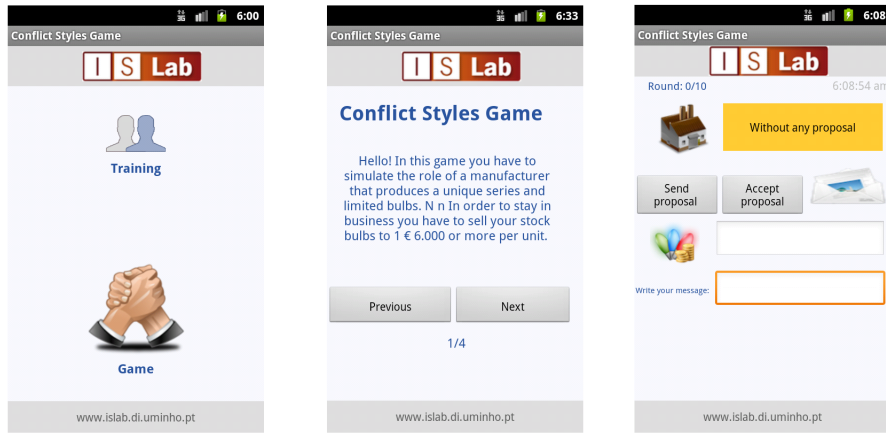 3G 6:00
Conflict Styles Game
I S Lab
Training
Game
www.islab.di.uminho.pt
3G 6:33
Conflict Styles Game
I S Lab
Conflict Styles Game
Hello! In this game you have to
simulate the role of a manufacturer
that produces a unique series and
limited bulbs. N n In order to stay in
business you have to sell your stock
bulbs to 1 € 6.000 or more per unit.
Previous
Next
1/4
www.islab.di.uminho.pt
3G 6:08
Conflict Styles Game
I S Lab
Round: 0/10
6:08:54 am
Without any proposal
Send
proposal
Accept
proposal
Write your message:
www.islab.di.uminho.pt